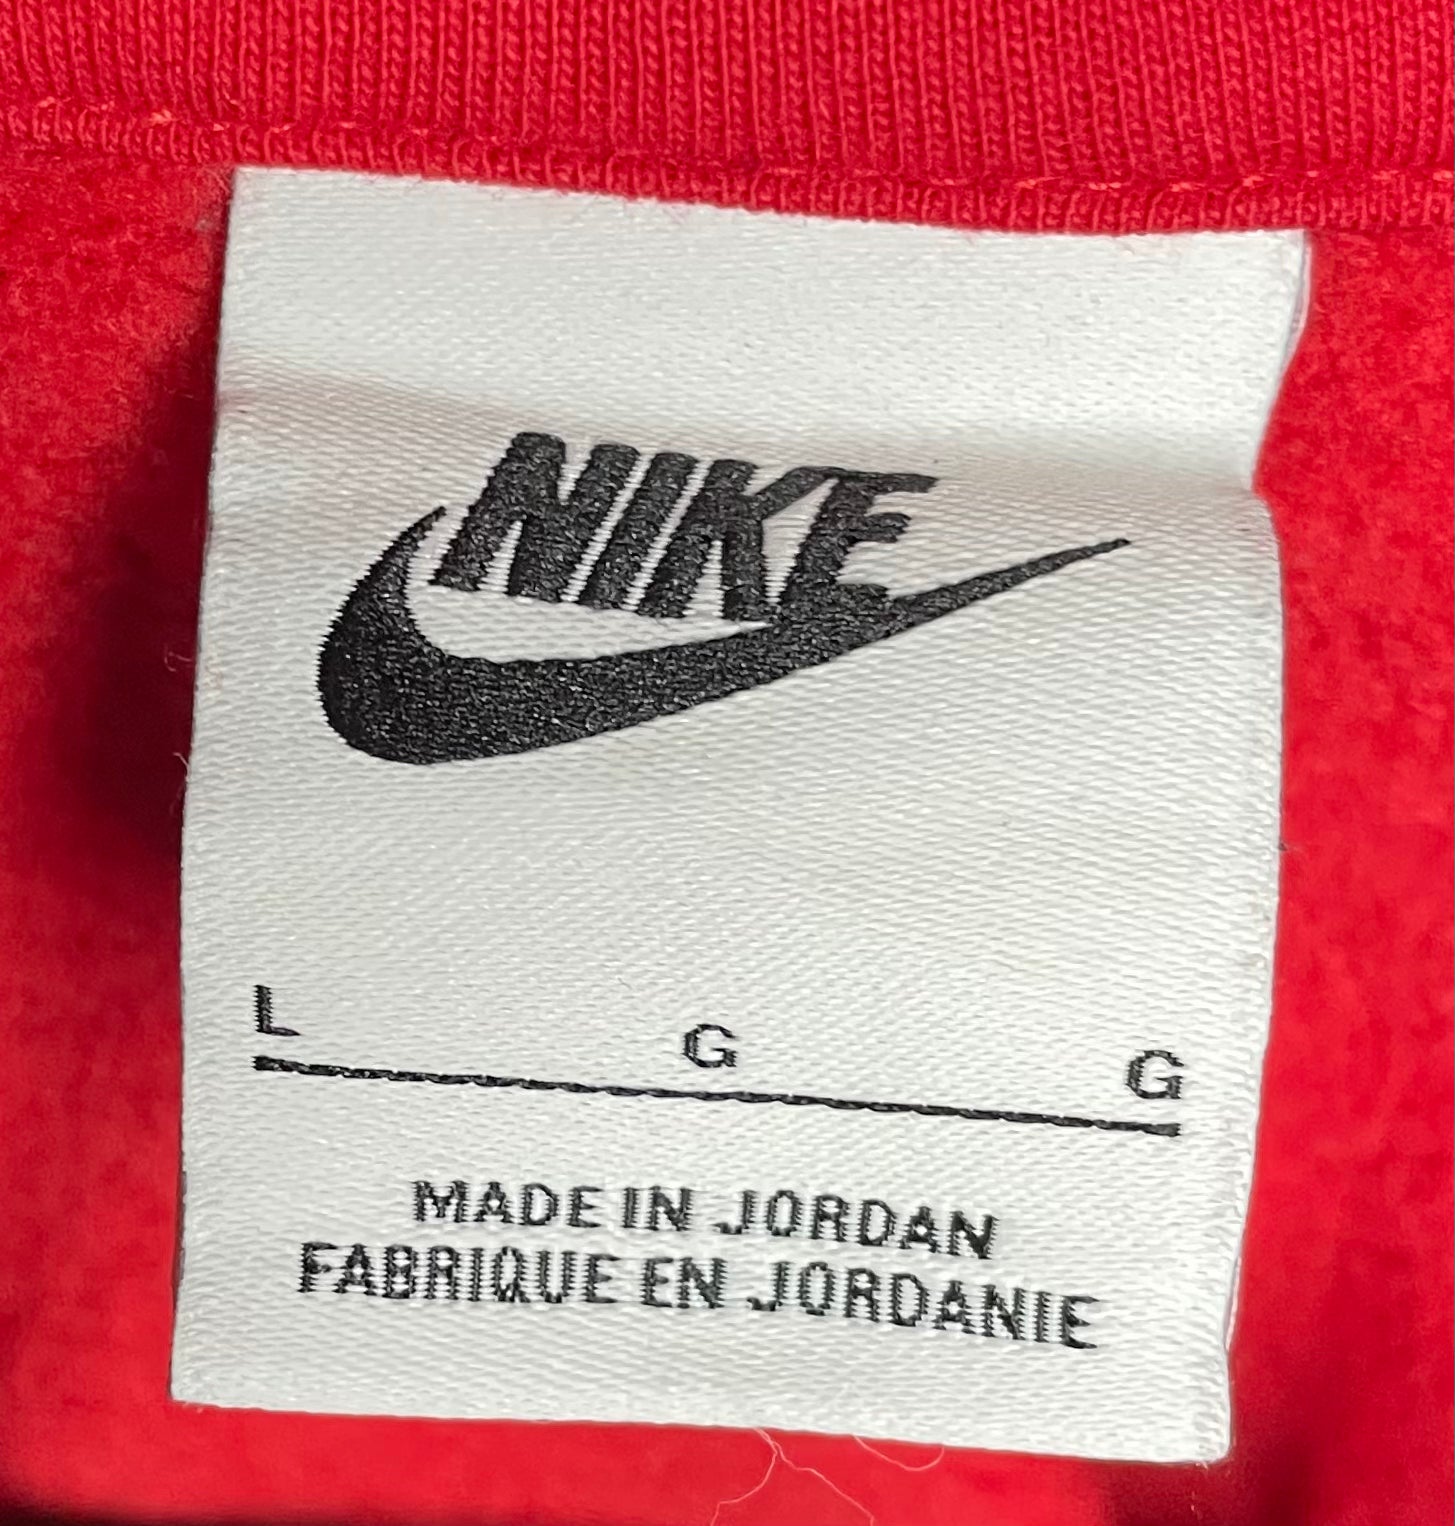 NIKE
L G G
MADE IN JORDAN
FABRIQUE EN JORDANIE